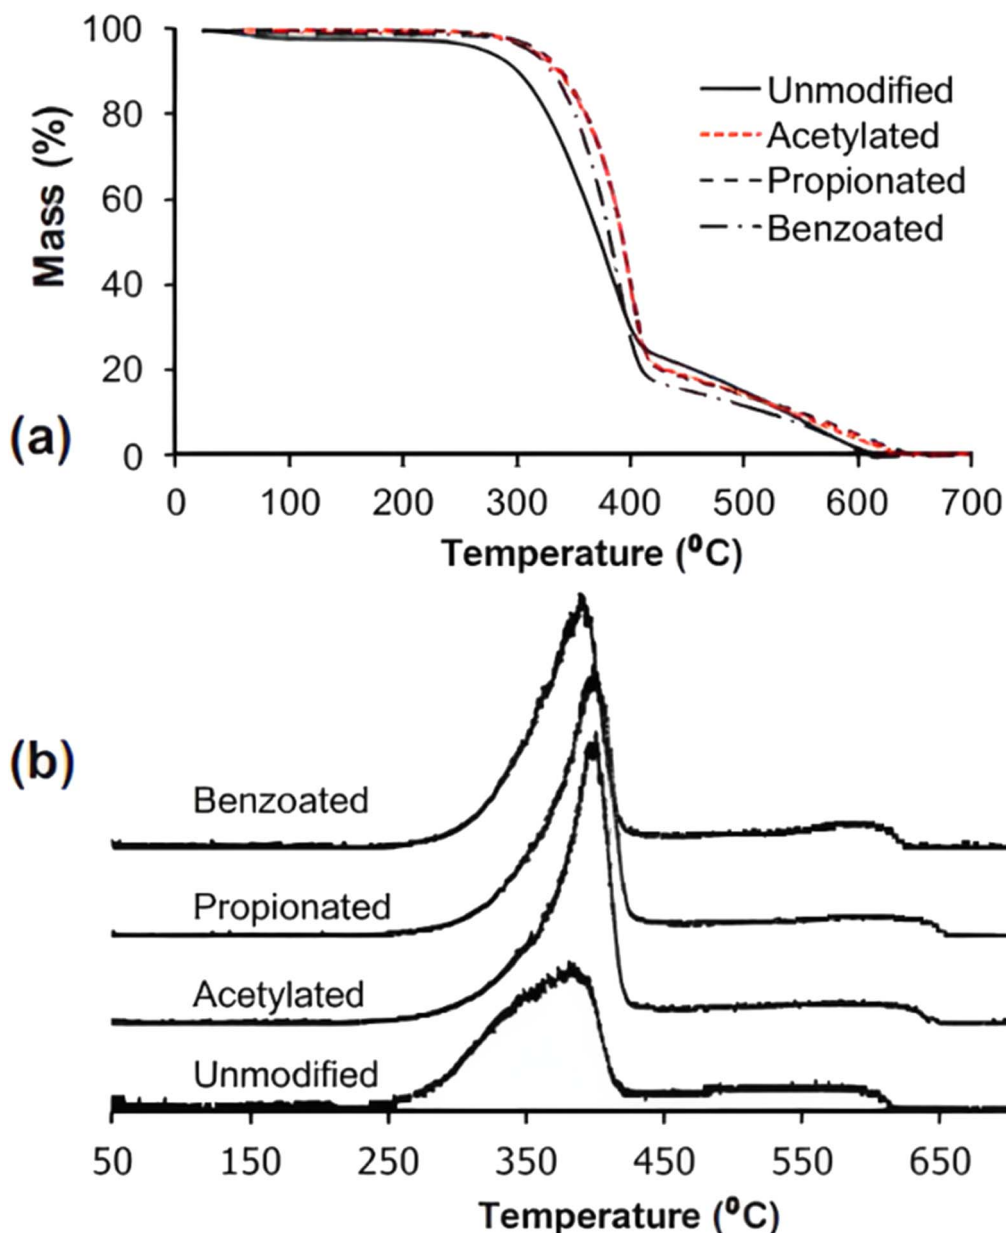 100
80
60
40
20
0
Mass (%)
Unmodified
Acetylated
Propionated
Benzoated
(a)
0 100 200 300 400 500 600 700
Temperature (⁰C)
(b)
Benzoated
Propionated
Acetylated
Unmodified
50 150 250 350 450 550 650
Temperature (⁰C)